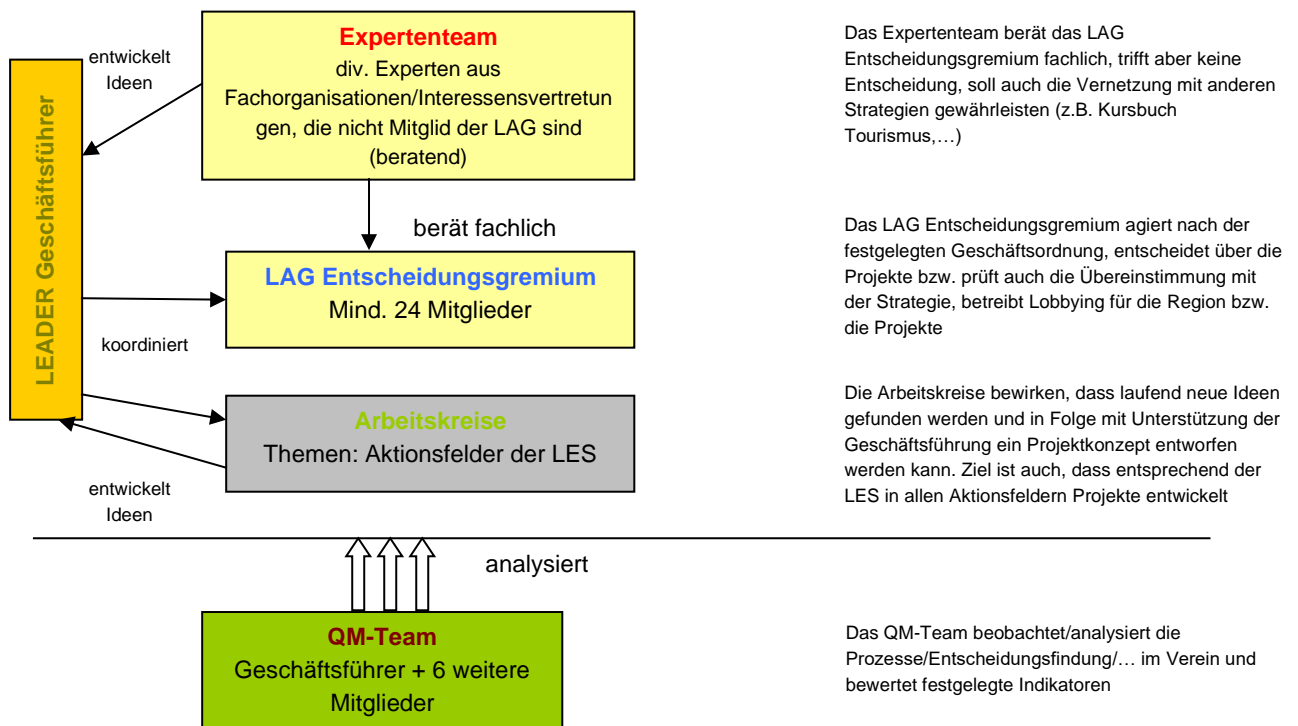 entwickelt
Ideen
LEADER Geschäftsführer
Expertenteam
div. Experten aus
Fachorganisationen/Interessensvertretun
gen, die nicht Mitglid der LAG sind
(beratend)
Das Expertenteam berät das LAG
Entscheidungsgremium fachlich, trifft aber keine
Entscheidung, soll auch die Vernetzung mit anderen
Strategien gewährleisten (z.B. Kursbuch
Tourismus,…)
berät fachlich
LAG Entscheidungsgremium
Mind. 24 Mitglieder
koordiniert
Das LAG Entscheidungsgremium agiert nach der
festgelegten Geschäftsordnung, entscheidet über die
Projekte bzw. prüft auch die Übereinstimmung mit
der Strategie, betreibt Lobbying für die Region bzw.
die Projekte
Arbeitskreise
Themen: Aktionsfelder der LES
entwickelt
Ideen
Die Arbeitskreise bewirken, dass laufend neue Ideen
gefunden werden und in Folge mit Unterstützung der
Geschäftsführung ein Projektkonzept entworfen
werden kann. Ziel ist auch, dass entsprechend der
LES in allen Aktionsfeldern Projekte entwickelt
analysiert
QM-Team
Geschäftsführer + 6 weitere
Mitglieder
Das QM-Team beobachtet/analysiert die
Prozesse/Entscheidungsfindung/… im Verein und
bewertet festgelegte Indikatoren